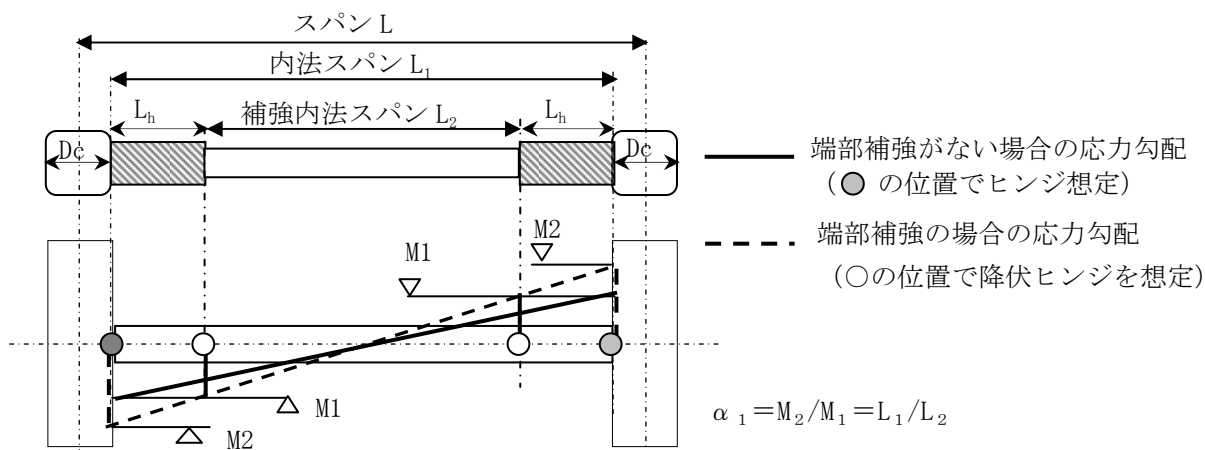 スパン L
内法スパン L₁
Lₕ
補強内法スパン L₂
Lₕ
Dc
Dc
端部補強がない場合の応力勾配
（● の位置でヒンジ想定）
端部補強の場合の応力勾配
（○の位置で降伏ヒンジを想定）
M2
M1
M1
M2
α₁＝M₂/M₁＝L₁/L₂